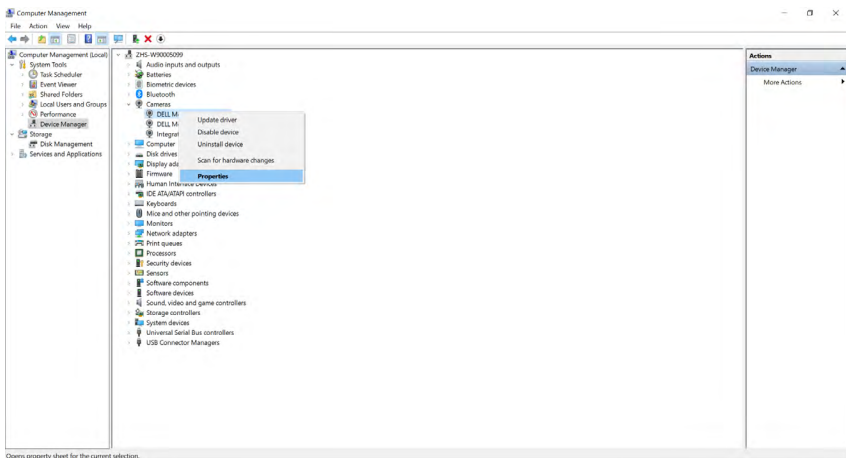 Computer Management
File Action View Help
Computer Management (Local)
System Tools
Task Scheduler
Event Viewer
Shared Folders
Local Users and Groups
Performance
Device Manager
Storage
Disk Management
Services and Applications
ZHS-W90005099
Audio inputs and outputs
Batteries
Biometric devices
Bluetooth
Cameras
DELL M
DELL M
Integrat
Computer
Disk drives
Display ada
Firmware
Human Interface Devices
IDE ATA/ATAPI controllers
Keyboards
Mice and other pointing devices
Monitors
Network adapters
Print queues
Processors
Security devices
Sensors
Software components
Software devices
Sound, video and game controllers
Storage controllers
System devices
Universal Serial Bus controllers
USB Connector Managers
Update driver
Disable device
Uninstall device
Scan for hardware changes
Properties
Actions
Device Manager
More Actions
Opens property sheet for the current selection.